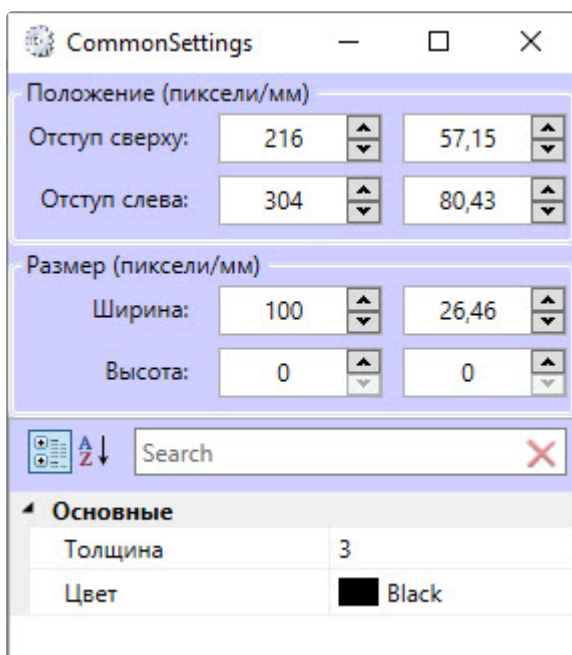 CommonSettings
Положение (пиксели/мм)
Отступ сверху: 216 57,15
Отступ слева: 304 80,43
Размер (пиксели/мм)
Ширина: 100 26,46
Высота: 0 0
A Z Search
Основные
Толщина 3
Цвет Black